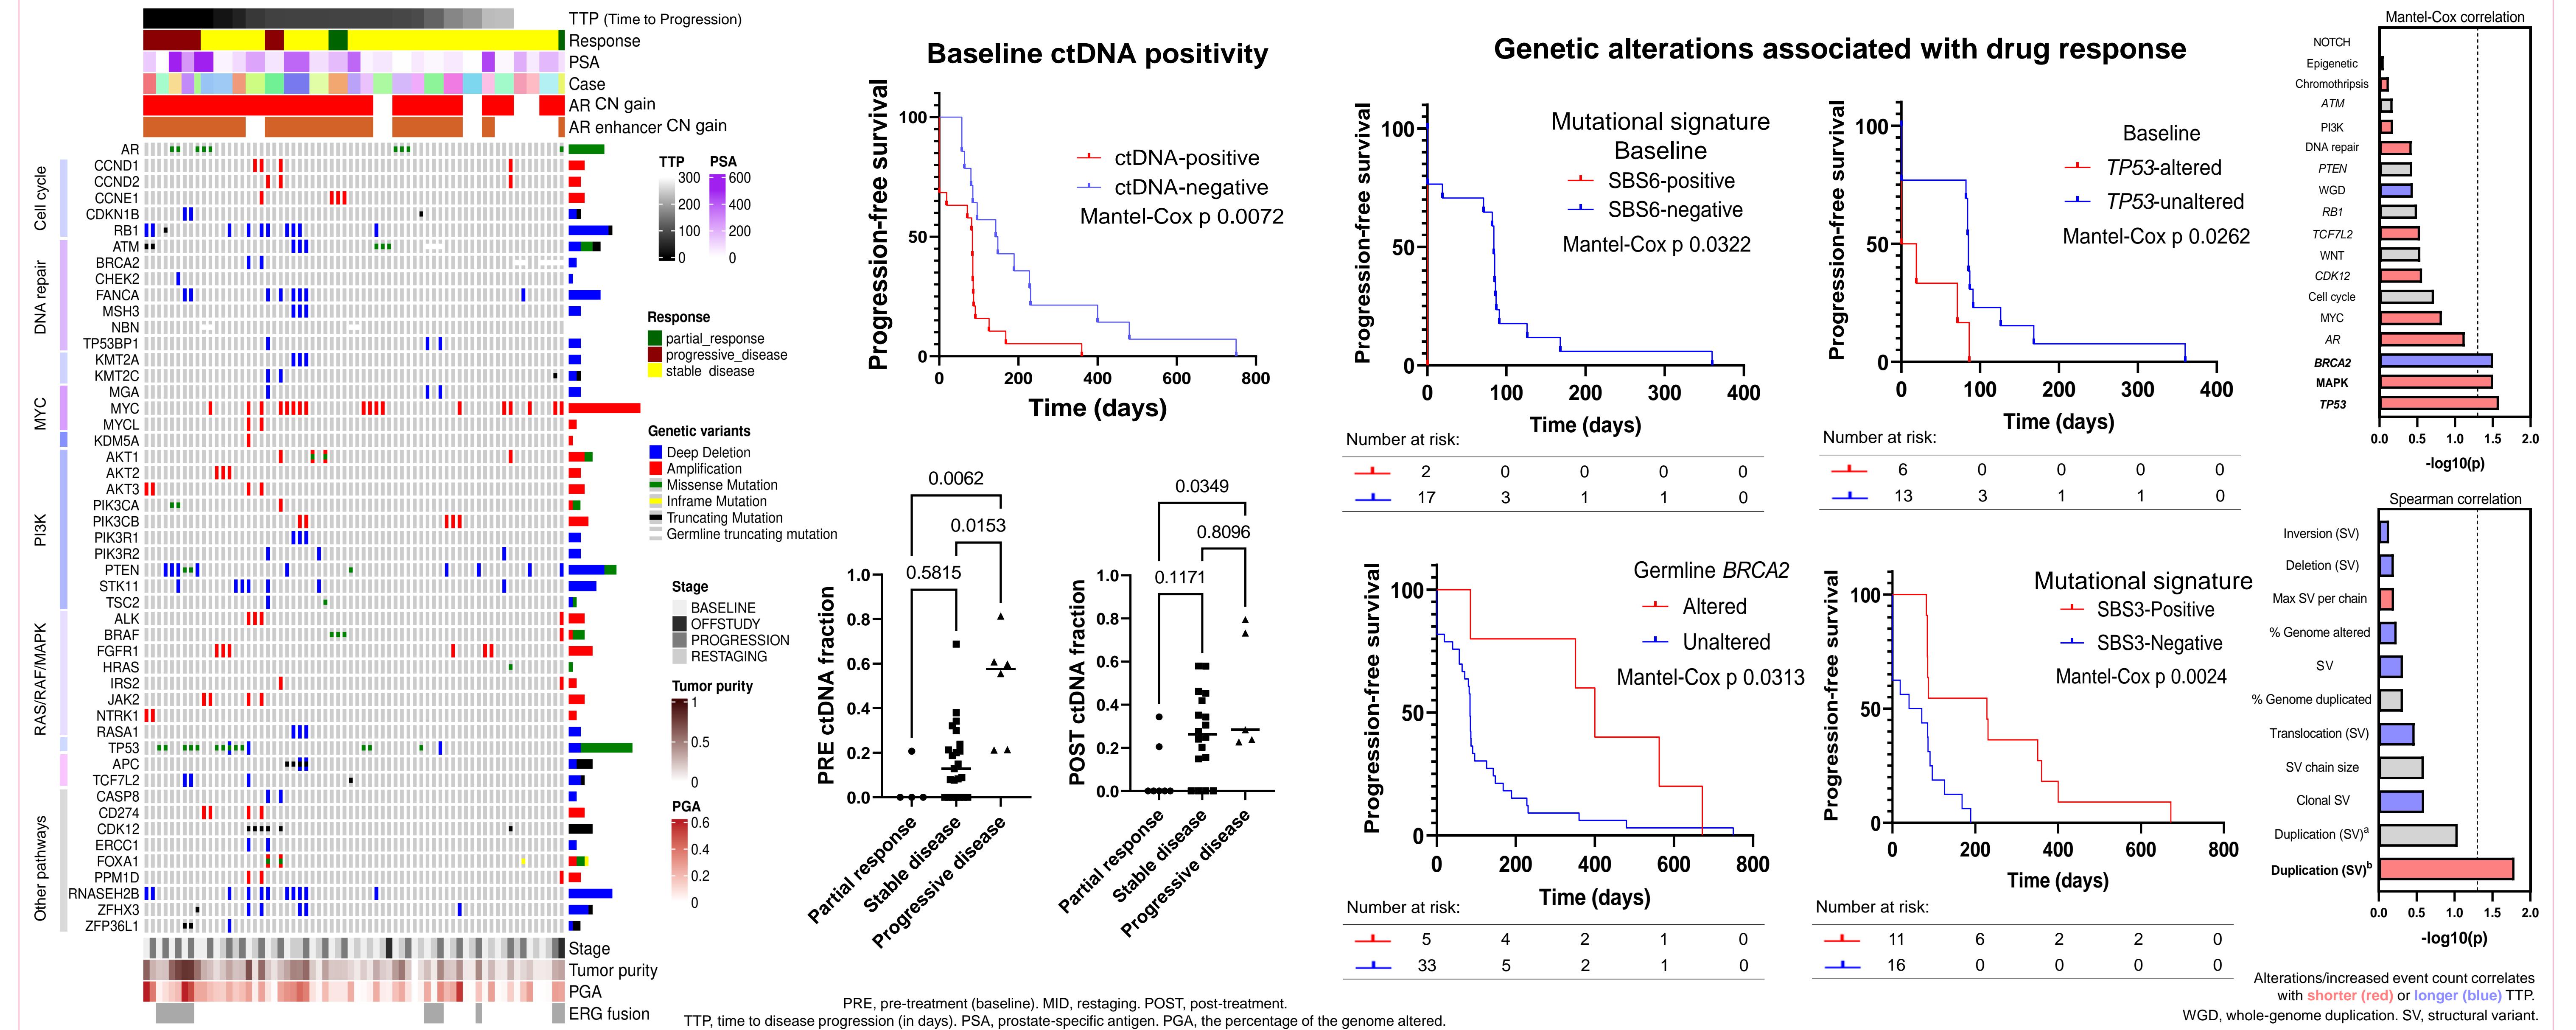 TTP (Time to Progression)
Response
PSA
Case
AR CN gain
AR enhancer CN gain
AR
CCND1
CCND2
CCNE1
CDKN1B
RB1
ATM
BRCA2
CHEK2
FANCA
MSH3
NBN
TP53BP1
KMT2A
KMT2C
MGA
MYC
MYCL
KDM5A
AKT1
AKT2
AKT3
PIK3CA
PIK3CB
PIK3R1
PIK3R2
PTEN
STK11
TSC2
ALK
BRAF
FGFR1
HRAS
IRS2
JAK2
NTRK1
RASA1
TP53
APC
TCF7L2
CASP8
CD274
CDK12
ERCC1
FOXA1
PPM1D
RNASEH2B
ZFHX3
ZFP36L1
Cell cycle
DNA repair
MYC
PI3K
RAS/RAF/MAPK
Other pathways
Stage
Tumor purity
PGA
ERG fusion
TTP PSA
300 600
200 400
100 200
0 0
Response
partial_response
progressive_disease
stable disease
Genetic variants
Deep Deletion
Amplification
Missense Mutation
Inframe Mutation
Truncating Mutation
Germline truncating mutation
Stage
BASELINE
OFFSTUDY
PROGRESSION
RESTAGING
Tumor purity
1
0.5
0
PGA
0.6
0.4
0.2
0
Baseline ctDNA positivity
Progression-free survival
100
50
0
0 200 400 600 800
Time (days)
ctDNA-positive
ctDNA-negative
Mantel-Cox p 0.0072
PRE ctDNA fraction
1.0
0.8
0.6
0.4
0.2
0.0
0.0062
0.0153
0.5815
Partial response
Stable disease
Progressive disease
POST ctDNA fraction
1.0
0.8
0.6
0.4
0.2
0.0
0.0349
0.8096
0.1171
Partial response
Stable disease
Progressive disease
PRE, pre-treatment (baseline). MID, restaging. POST, post-treatment.
TTP, time to disease progression (in days). PSA, prostate-specific antigen. PGA, the percentage of the genome altered.
Genetic alterations associated with drug response
Progression-free survival
100
50
0
0 100 200 300 400
Time (days)
Mutational signature
Baseline
SBS6-positive
SBS6-negative
Mantel-Cox p 0.0322
Number at risk:
2 0 0 0 0
17 3 1 1 0
Progression-free survival
100
50
0
0 100 200 300 400
Time (days)
Baseline
TP53-altered
TP53-unaltered
Mantel-Cox p 0.0262
Number at risk:
6 0 0 0 0
13 3 1 1 0
Progression-free survival
100
50
0
0 200 400 600 800
Time (days)
Germline BRCA2
Altered
Unaltered
Mantel-Cox p 0.0313
Number at risk:
5 4 2 1 0
33 5 2 1 0
Progression-free survival
100
50
0
0 200 400 600 800
Time (days)
Mutational signature
SBS3-Positive
SBS3-Negative
Mantel-Cox p 0.0024
Number at risk:
11 6 2 2 0
16 0 0 0 0
Mantel-Cox correlation
NOTCH
Epigenetic
Chromothripsis
ATM
PI3K
DNA repair
PTEN
WGD
RB1
TCF7L2
WNT
CDK12
Cell cycle
MYC
AR
BRCA2
MAPK
TP53
0.0 0.5 1.0 1.5 2.0
-log10(p)
Spearman correlation
Inversion (SV)
Deletion (SV)
Max SV per chain
% Genome altered
SV
% Genome duplicated
Translocation (SV)
SV chain size
Clonal SV
Duplication (SV)a
Duplication (SV)b
0.0 0.5 1.0 1.5 2.0
-log10(p)
Alterations/increased event count correlates
with shorter (red) or longer (blue) TTP.
WGD, whole-genome duplication. SV, structural variant.